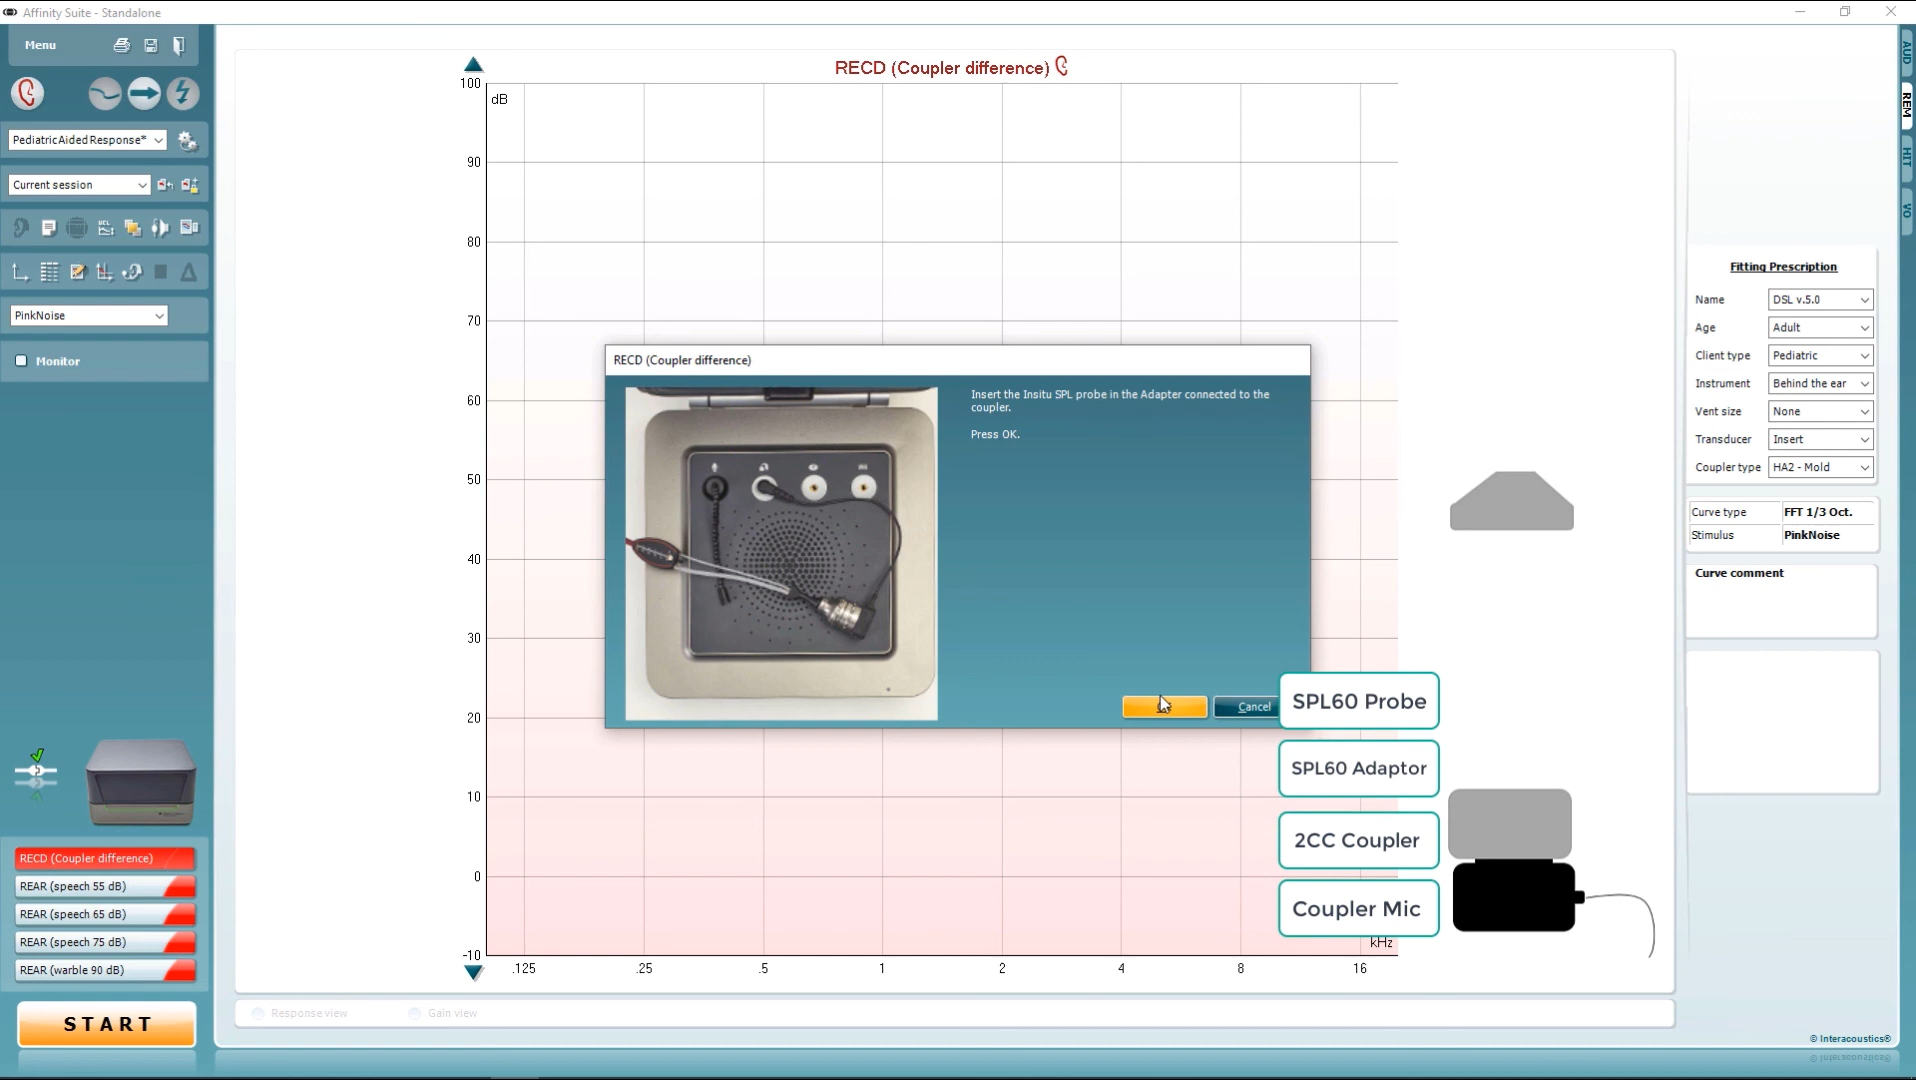 Affinity Suite - Standalone
Menu
PediatricAidedResponse*
Current session
UCL
PinkNoise
Monitor
RECD (Coupler difference)
REAR (speech 55 dB)
REAR (speech 65 dB)
REAR (speech 75 dB)
REAR (warble 90 dB)
START
RECD (Coupler difference)
dB
100
90
80
70
60
50
40
30
20
10
0
-10
.125
.25
.5
1
2
4
8
16
kHz
RECD (Coupler difference)
Insert the Insitu SPL probe in the Adapter connected to the
coupler.
Press OK.
Cancel
SPL60 Probe
SPL60 Adaptor
2CC Coupler
Coupler Mic
Response view
Gain view
Fitting Prescription
Name DSL v.5.0
Age Adult
Client type Pediatric
Instrument Behind the ear
Vent size None
Transducer Insert
Coupler type HA2 - Mold
Curve type FFT 1/3 Oct.
Stimulus PinkNoise
Curve comment
AUD
REM
HIT
VO
© Interacoustics®